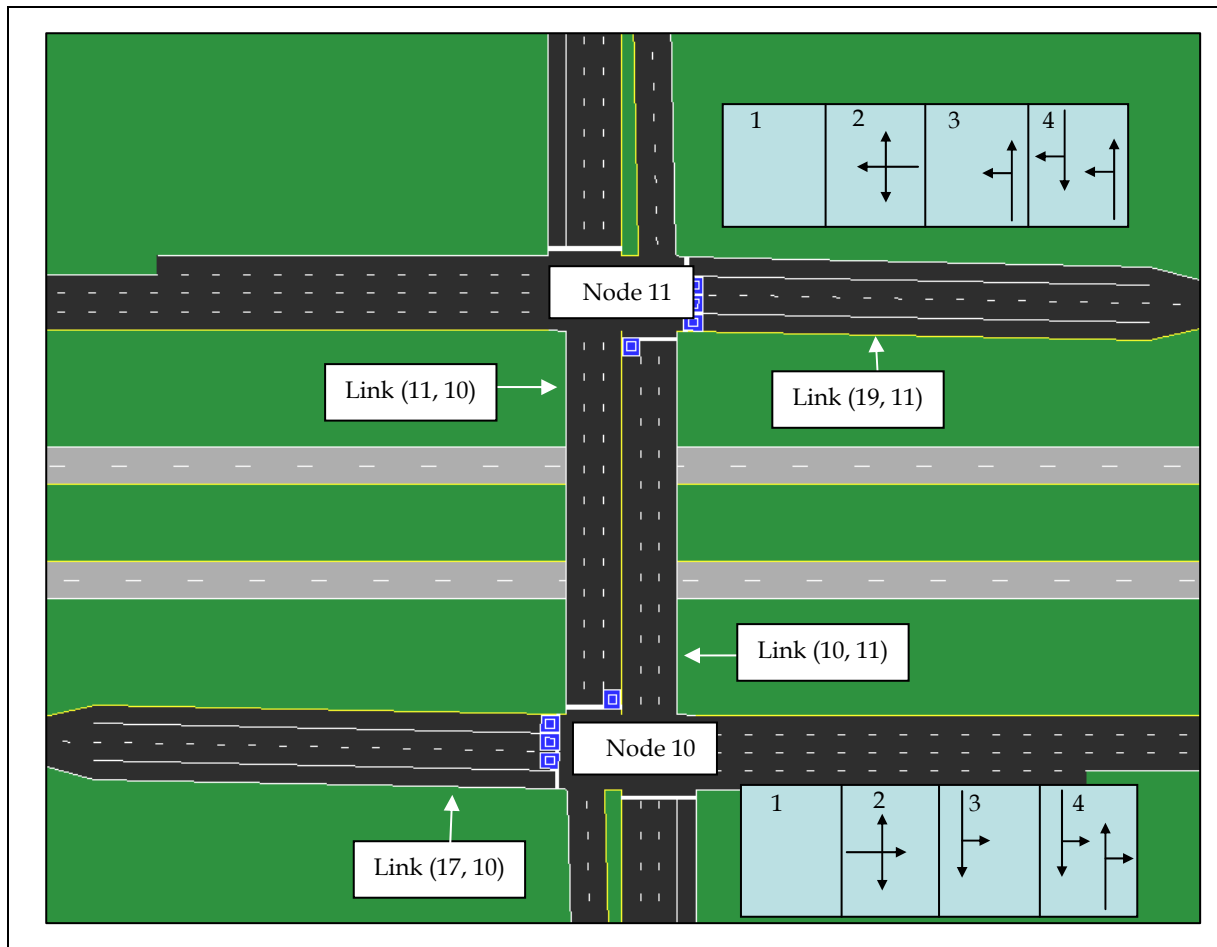 1 2 3 4
Node 11
Link (11, 10)
Link (19, 11)
Link (10, 11)
Node 10
1 2 3 4
Link (17, 10)